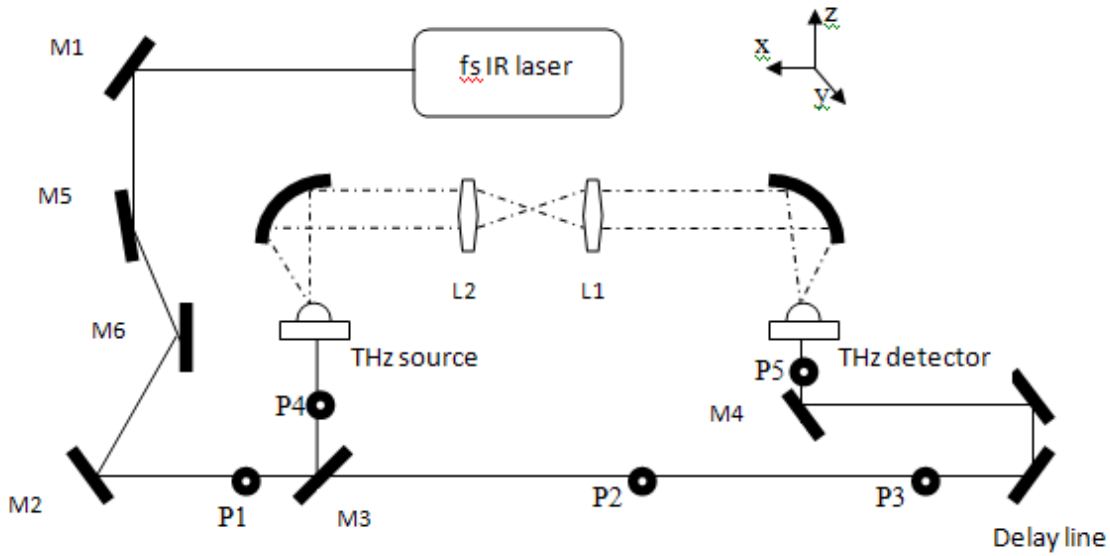 M1
fs IR laser
z
x
y
M5
L2
L1
M6
THz source
THz detector
P5
P4
M4
M2
P1
M3
P2
P3
Delay line